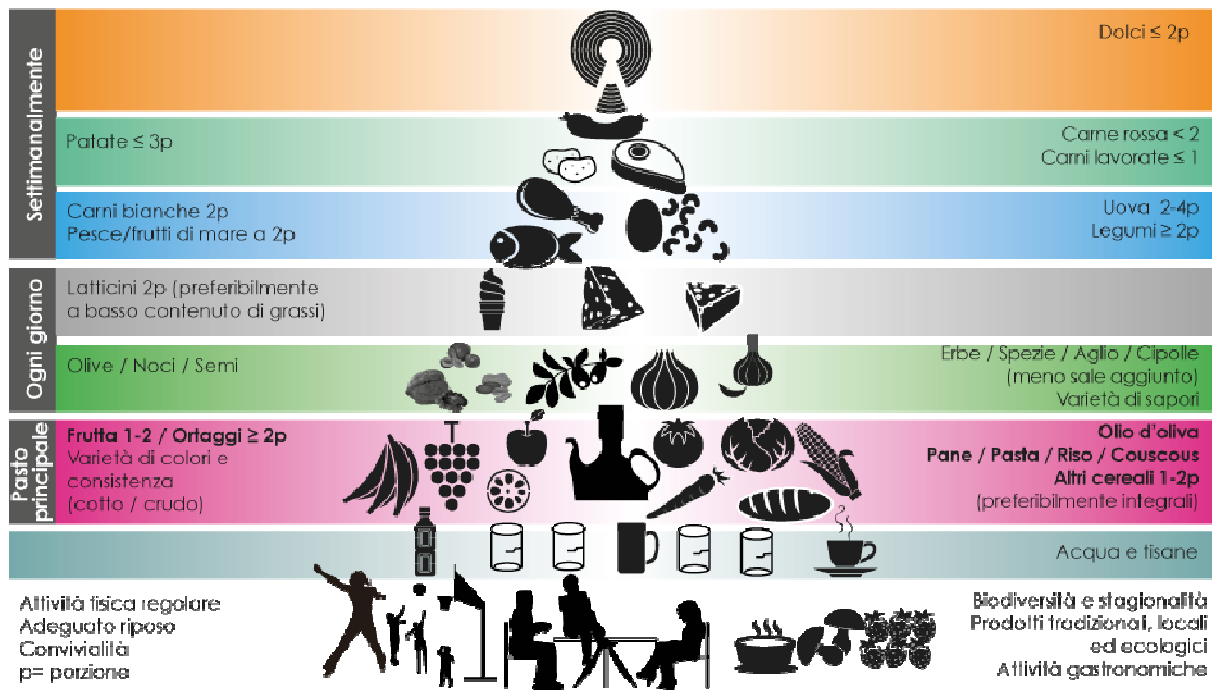 Settimanalmente
Dolci ≤ 2p
Patate ≤ 3p
Carne rossa < 2
Carni lavorate ≤ 1
Carni bianche 2p
Pesce/frutti di mare a 2p
Uova 2-4p
Legumi ≥ 2p
Ogni giorno
Latticini 2p (preferibilmente
a basso contenuto di grassi)
Olive / Noci / Semi
Erbe / Spezie / Aglio / Cipolle
(meno sale aggiunto)
Varietà di sapori
Pasto
principale
Frutta 1-2 / Ortaggi ≥ 2p
Varietà di colori e
consistenza
(cotto / crudo)
Olio d'oliva
Pane / Pasta / Riso / Couscous
Altri cereali 1-2p
(preferibilmente integrali)
Acqua e tisane
Attività fisica regolare
Adeguato riposo
Convivialità
p= porzione
Biodiversità e stagionalità
Prodotti tradizionali, locali
ed ecologici
Attività gastronomiche